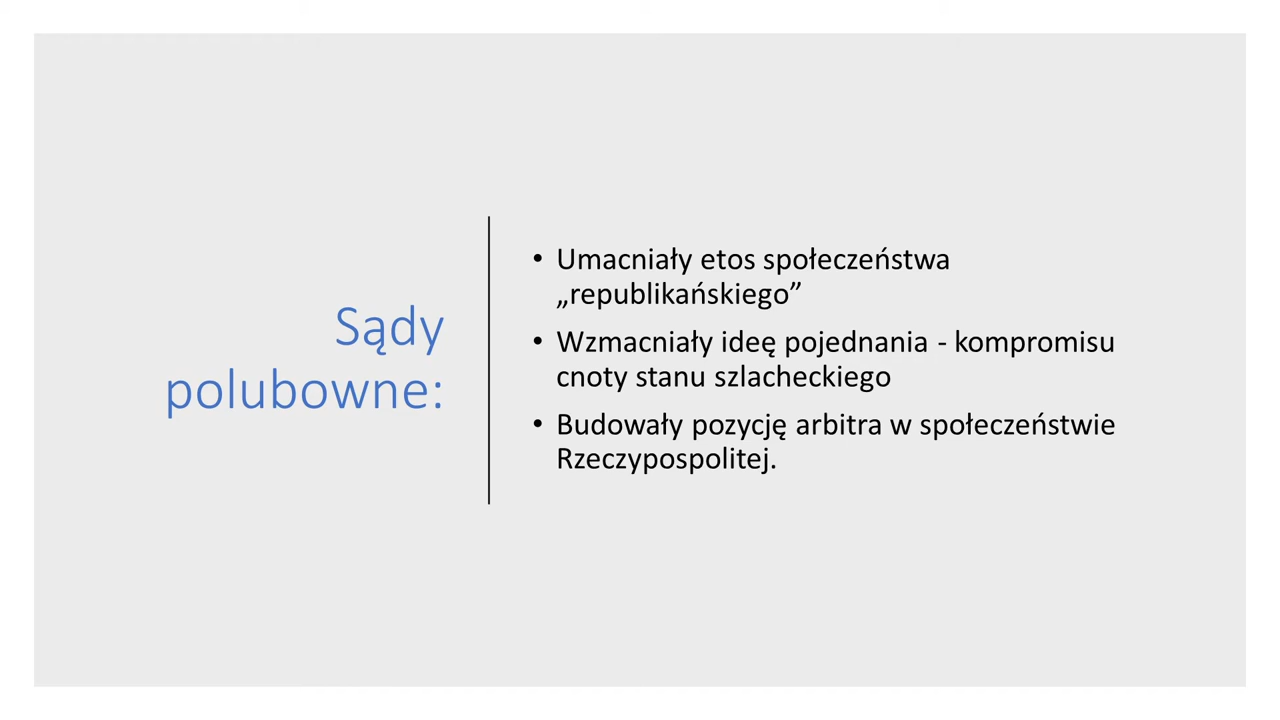 Sądy
polubowne:
• Umacniały etos społeczeństwa
„republikańskiego”
• Wzmacniały ideę pojednania - kompromisu
cnoty stanu szlacheckiego
• Budowały pozycję arbitra w społeczeństwie
Rzeczypospolitej.